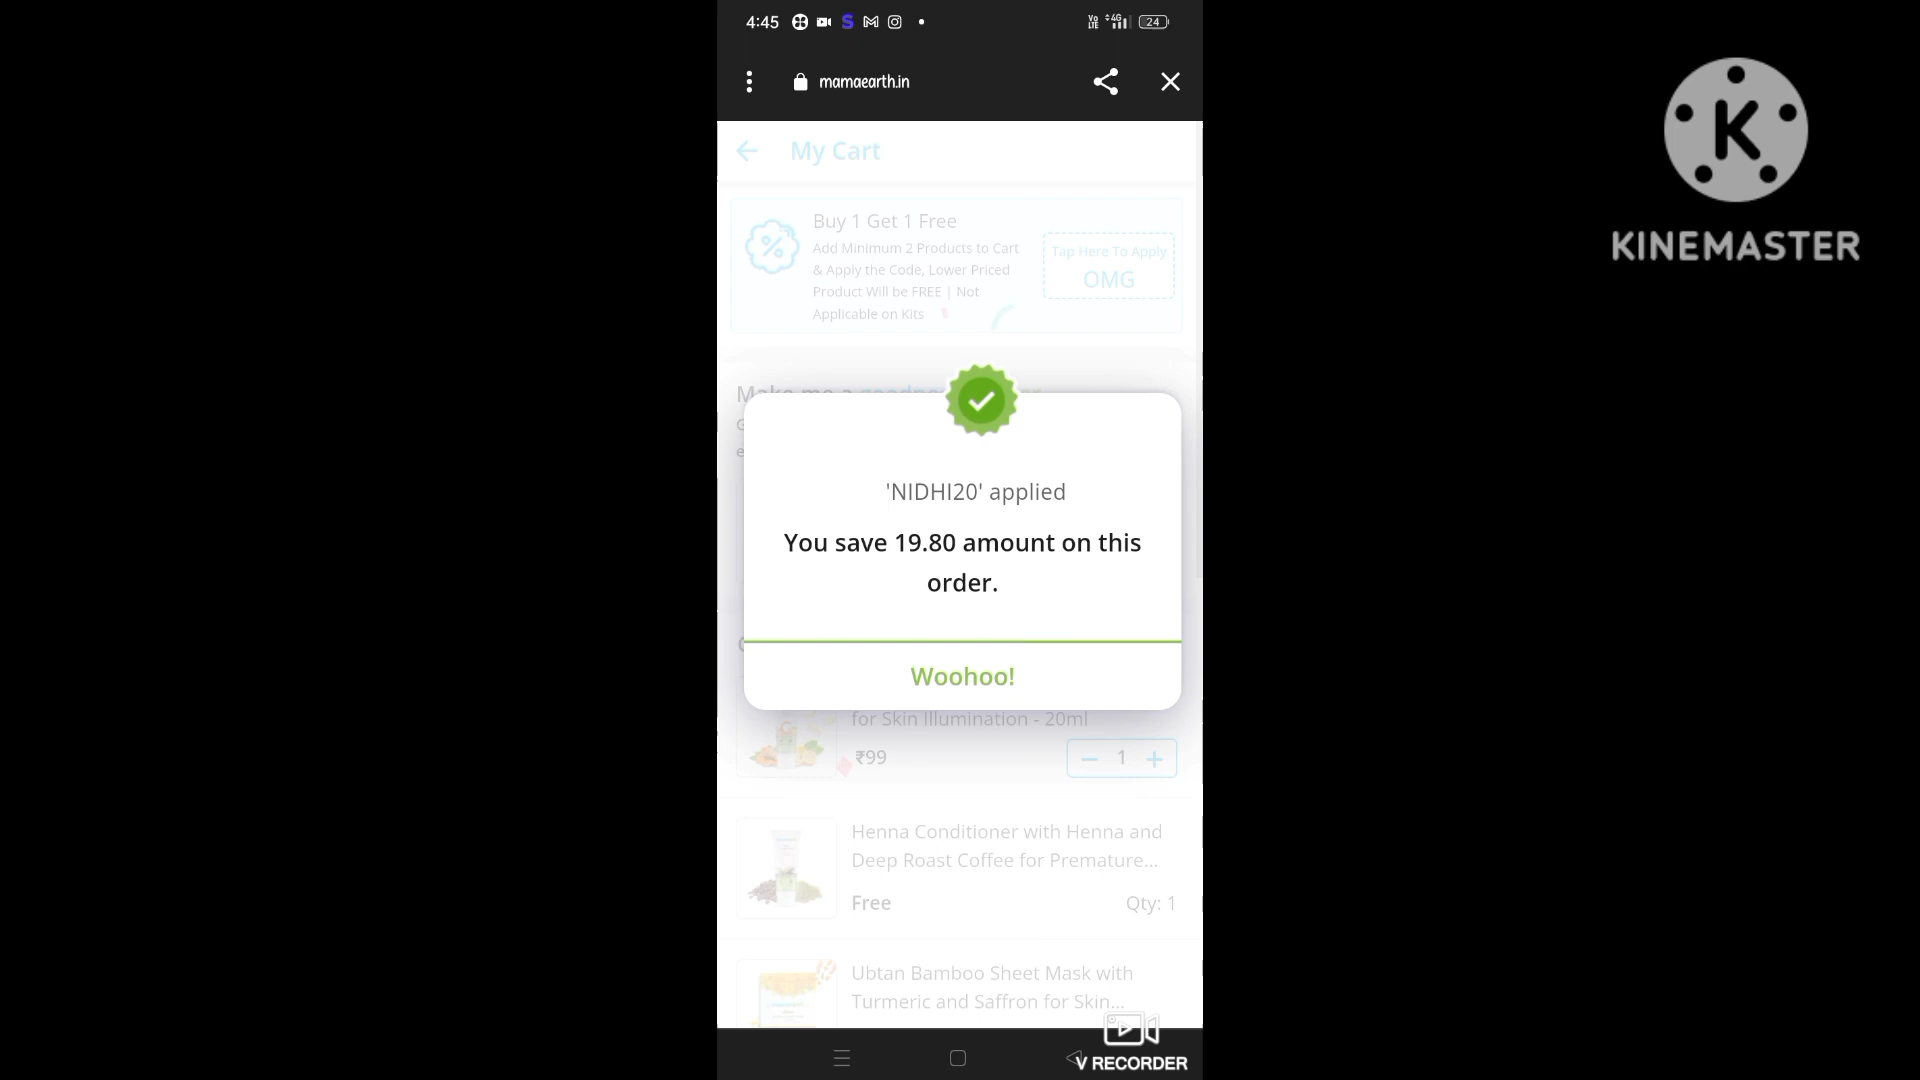 4:45
Vo LTE 4G 24
mamaearth.in
KINEMASTER
My Cart
Buy 1 Get 1 Free
Add Minimum 2 Products to Cart
& Apply the Code, Lower Priced
Product Will be FREE | Not
Applicable on Kits
Tap Here To Apply
OMG
Make me a
'NIDHI20' applied
You save 19.80 amount on this
order.
Woohoo!
for Skin Illumination - 20ml
₹99
1
Henna Conditioner with Henna and
Deep Roast Coffee for Premature...
Free
Qty: 1
Ubtan Bamboo Sheet Mask with
Turmeric and Saffron for Skin...
V RECORDER